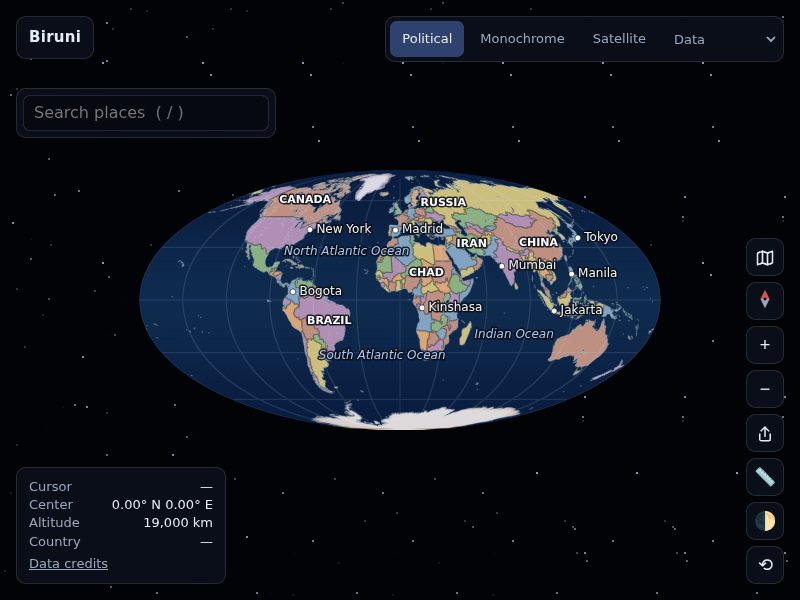 Biruni
Political Monochrome Satellite Data
Search places ( / )
CANADA
RUSSIA
New York
Madrid
Tokyo
North Atlantic Ocean
IRAN
CHINA
CHAD
Mumbai
Manila
Bogota
Kinshasa
Jakarta
BRAZIL
Indian Ocean
South Atlantic Ocean
+
−
Cursor —
Center 0.00° N 0.00° E
Altitude 19,000 km
Country —
Data credits